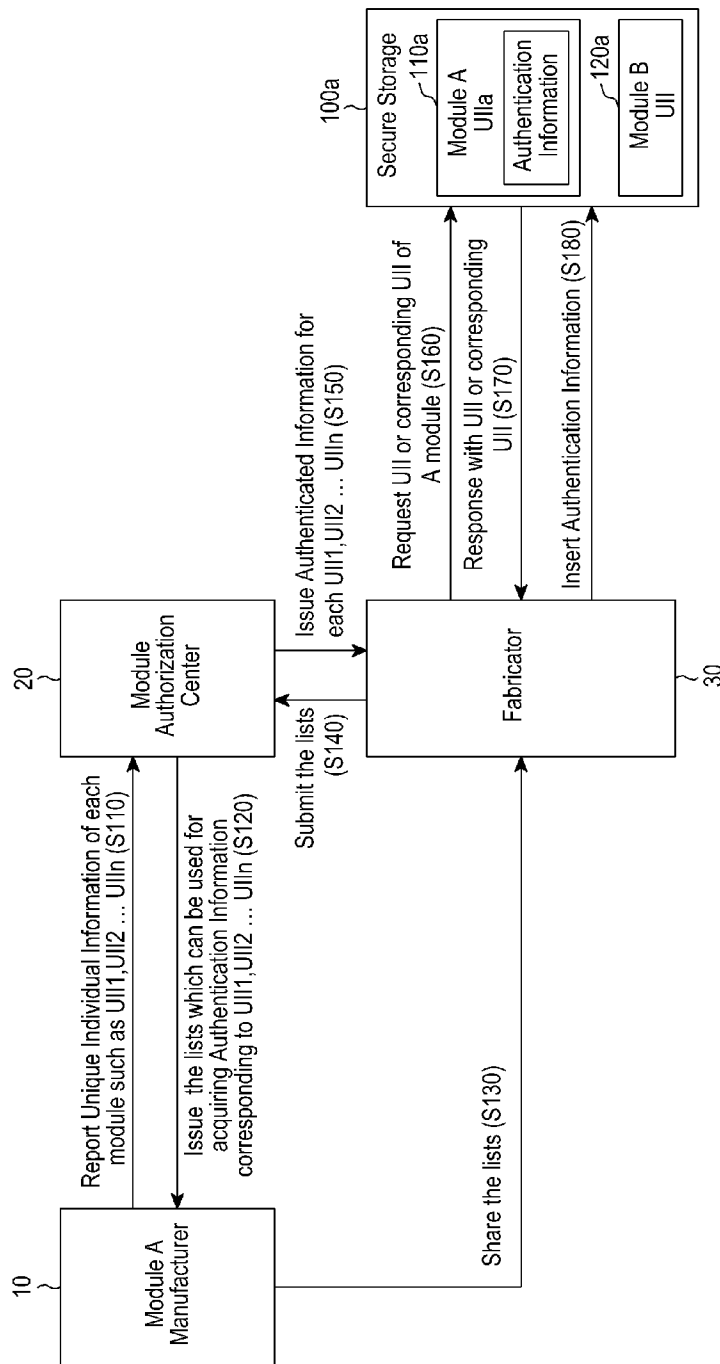 10
Module A
Manufacturer
Report Unique Individual Information of each
module such as UII1,UII2 ... UIIn (S110)
Issue the lists which can be used for
acquiring Authentication Information
corresponding to UII1,UII2 ... UIIn (S120)
20
Module
Authorization
Center
Share the lists (S130)
Submit the lists
(S140)
Issue Authenticated Information for
each UII1,UII2 ... UIIn (S150)
Fabricator
30
Request UII or corresponding UII of
A module (S160)
Response with UII or corresponding
UII (S170)
Insert Authentication Information (S180)
100a
Secure Storage
110a
Module A
UIIa
Authentication
Information
120a
Module B
UII